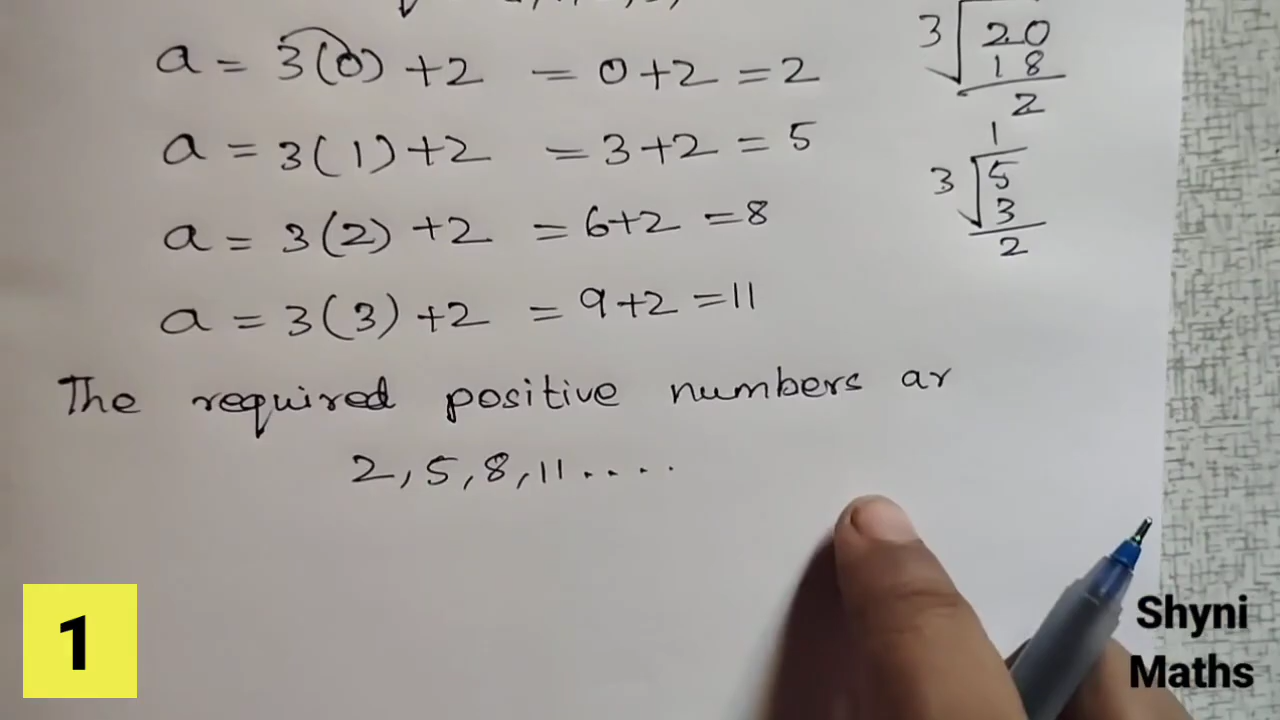 a = 3(0) + 2 = 0 + 2 = 2
a = 3(1) + 2 = 3 + 2 = 5
a = 3(2) + 2 = 6 + 2 = 8
a = 3(3) + 2 = 9 + 2 = 11
The required positive numbers ar
2, 5, 8, 11 . . . .
3 20
18
2
1
3 5
3
2
1
Shyni
Maths